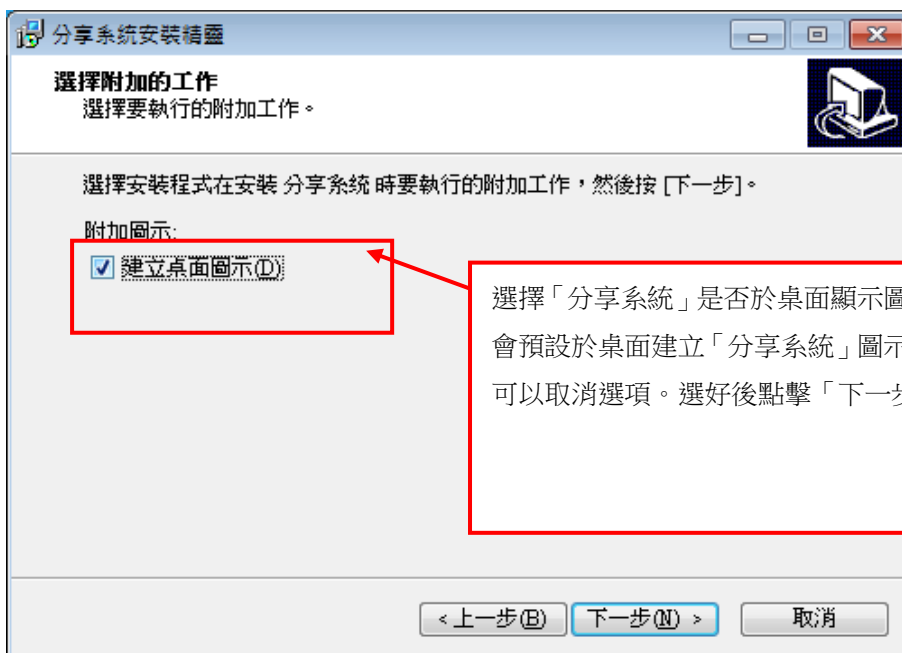 分享系统安裝精靈
選擇附加的工作
選擇要執行的附加工作。
選擇安裝程式在安裝 分享系统 時要執行的附加工作，然後按 [下一步]。
附加圖示:
建立桌面圖示(D)
選擇「分享系統」是否於桌面顯示圖
會預設於桌面建立「分享系統」圖示
可以取消選項。選好後點擊「下一步
<上一步(B)
下一步(N) >
取消